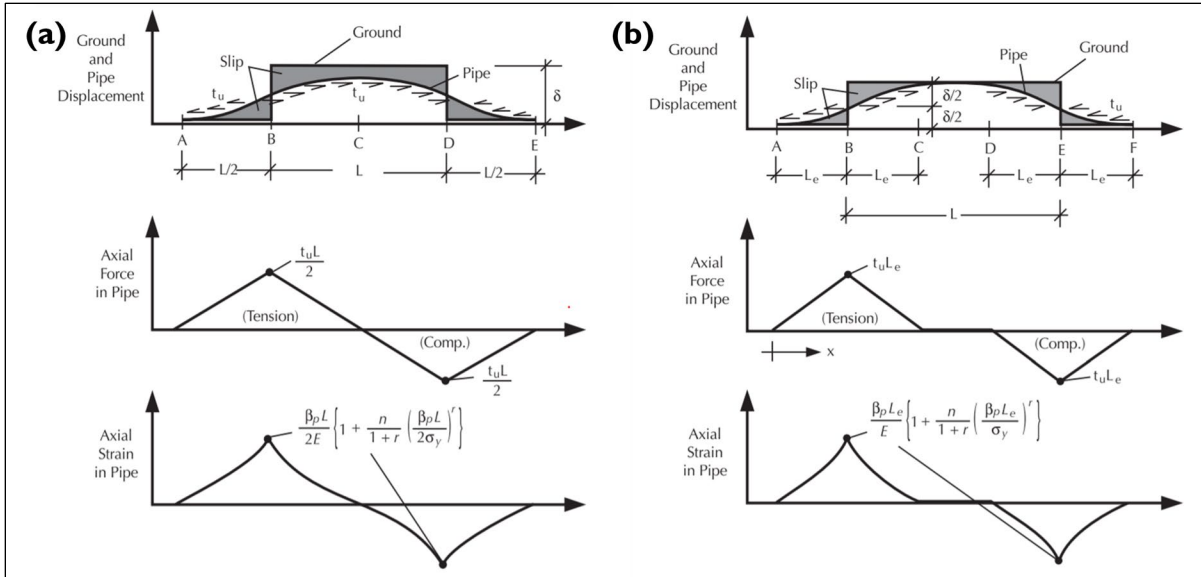 (a)
Ground
and
Pipe
Displacement
Slip
Ground
Pipe
t_u
t_u
δ
A B C D E
L/2 L L/2
Axial
Force
in Pipe
t_uL/2
(Tension)
(Comp.)
t_uL/2
Axial
Strain
in Pipe
β_pL/2E {1 + n/1 + r (β_pL/2σ_y)^r}
(b)
Ground
and
Pipe
Displacement
Slip
Pipe
Ground
δ/2
δ/2
t_u
A B C D E F
L_e L_e L_e L_e
L
Axial
Force
in Pipe
t_uL_e
(Tension)
(Comp.)
x
t_uL_e
Axial
Strain
in Pipe
β_pL_e/E {1 + n/1 + r (β_pL_e/σ_y)^r}